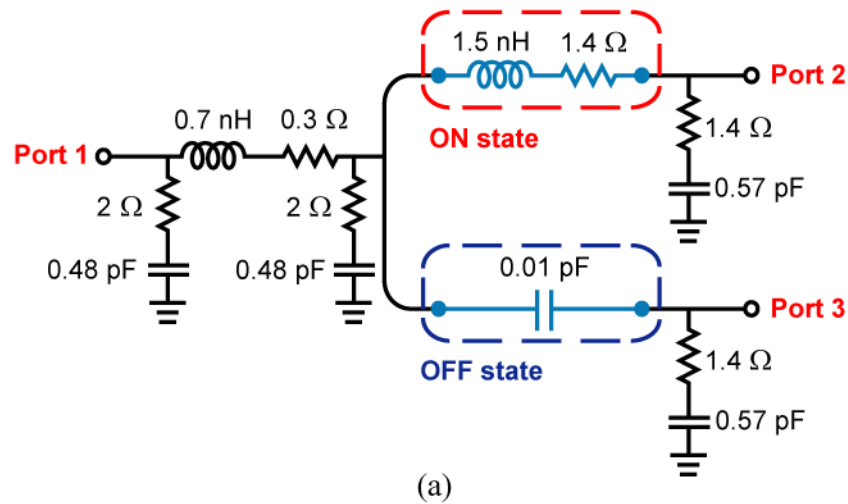 1.5 nH 1.4 Ω
Port 2
0.7 nH 0.3 Ω
ON state
1.4 Ω
Port 1
2 Ω 2 Ω
0.57 pF
0.48 pF 0.48 pF
0.01 pF
Port 3
OFF state
1.4 Ω
0.57 pF
(a)